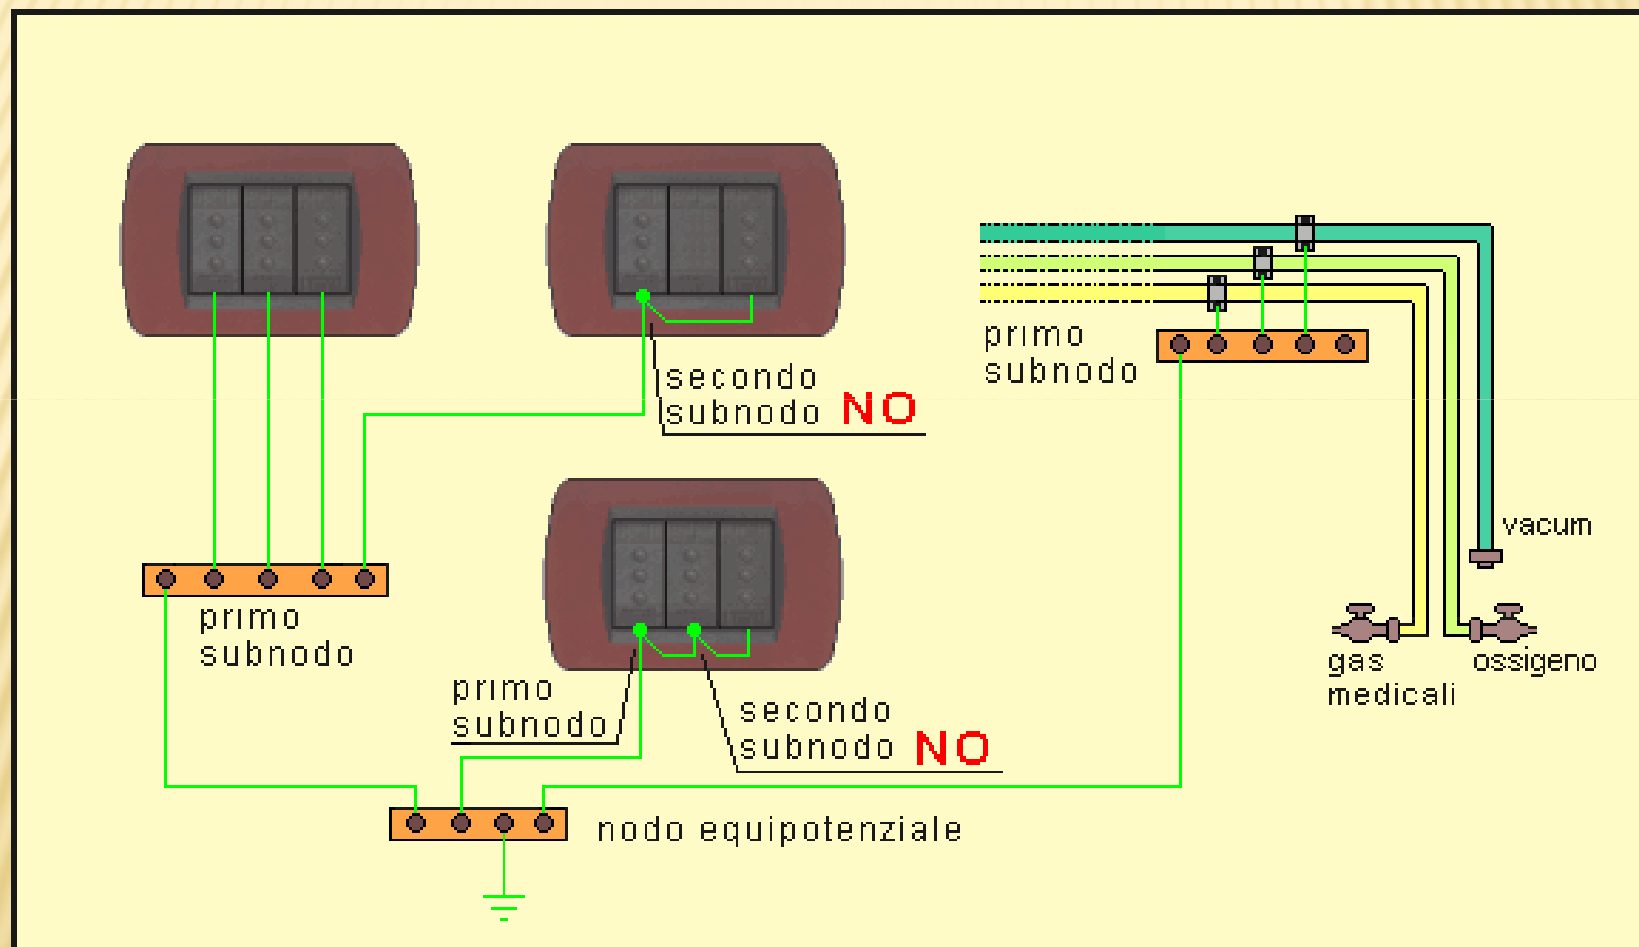 secondo
subnodo NO
primo
subnodo
vacum
gas
medicali
ossigeno
primo
subnodo
primo
subnodo
secondo
subnodo NO
nodo equipotenziale